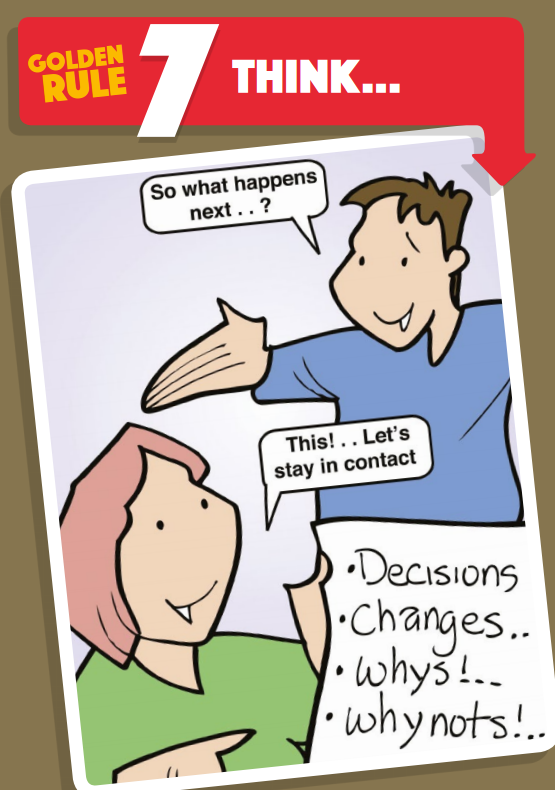 GOLDEN
RULE
7
THINK...
So what happens
next . . ?
This! . . Let's
stay in contact
•Decisions
•Changes..
•whys!...
•whynots!..